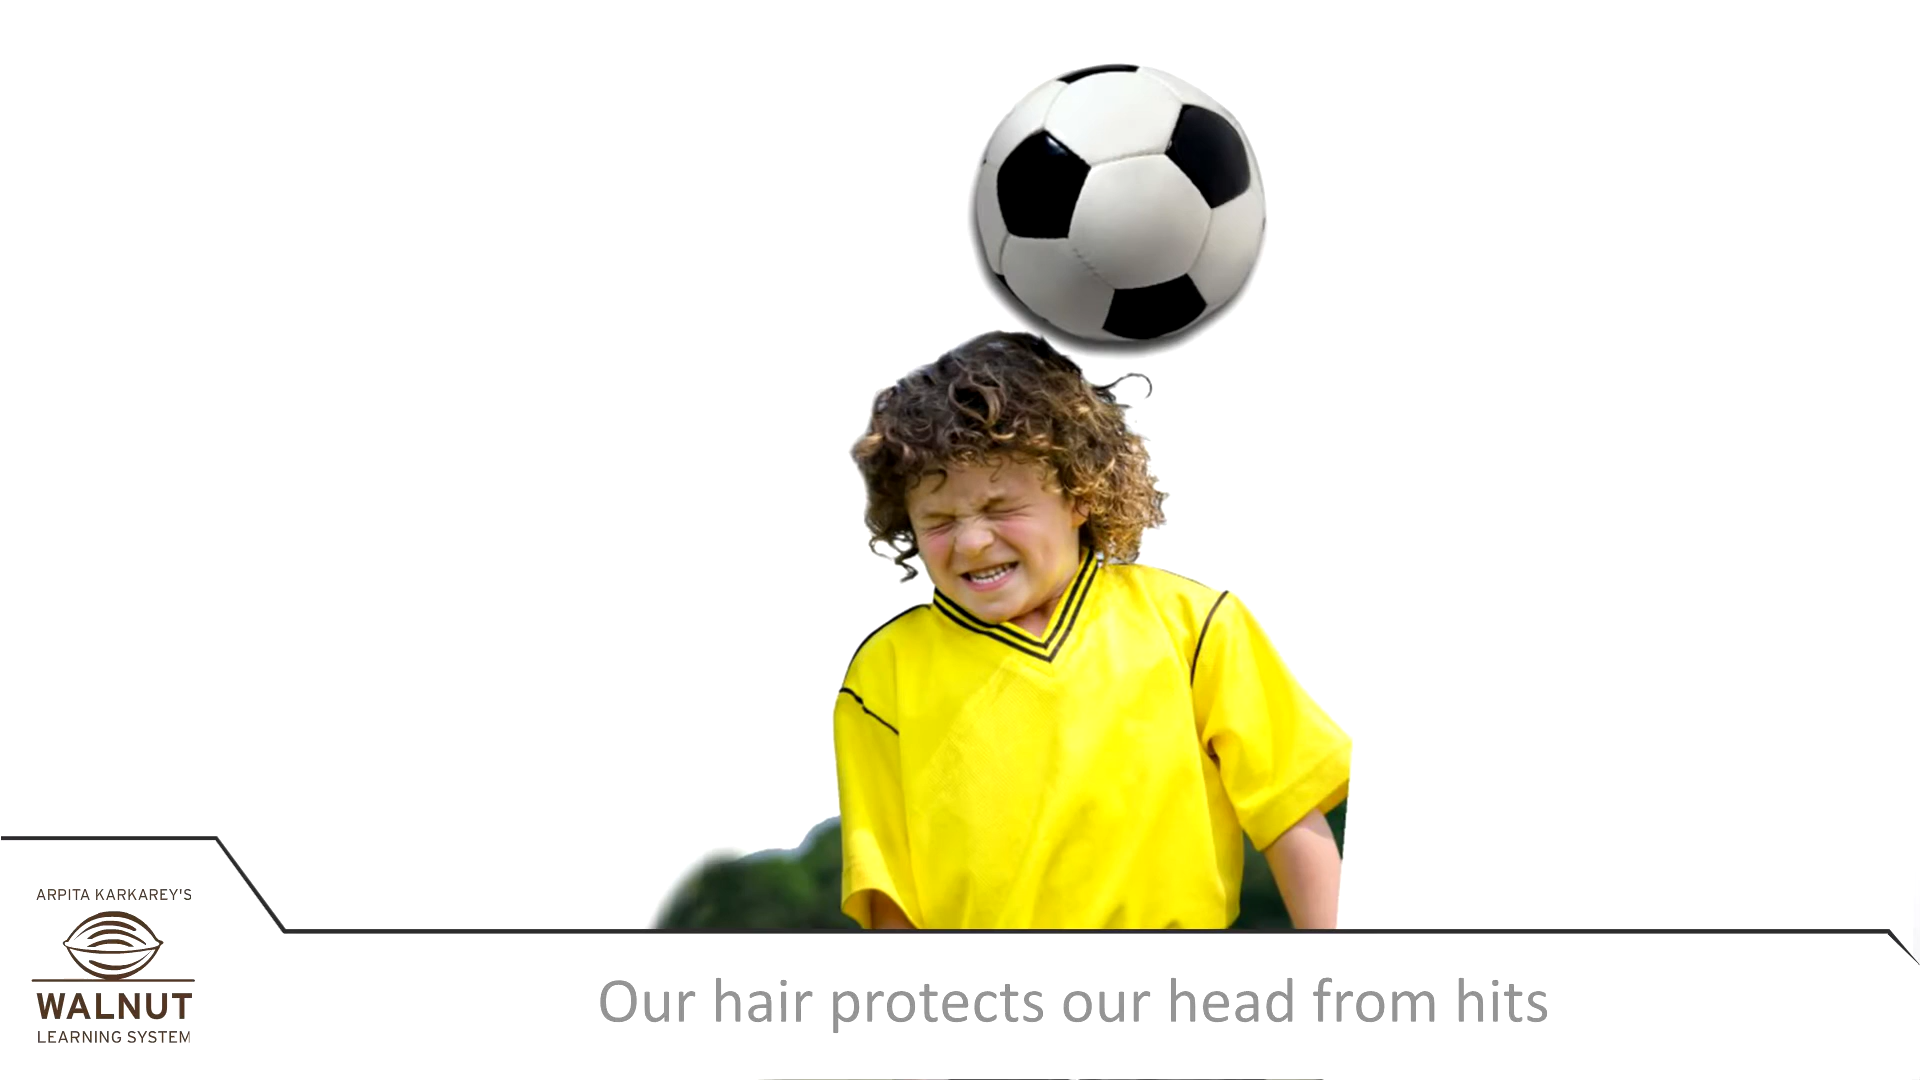 ARPITA KARKAREY'S
WALNUT
LEARNING SYSTEM
Our hair protects our head from hits